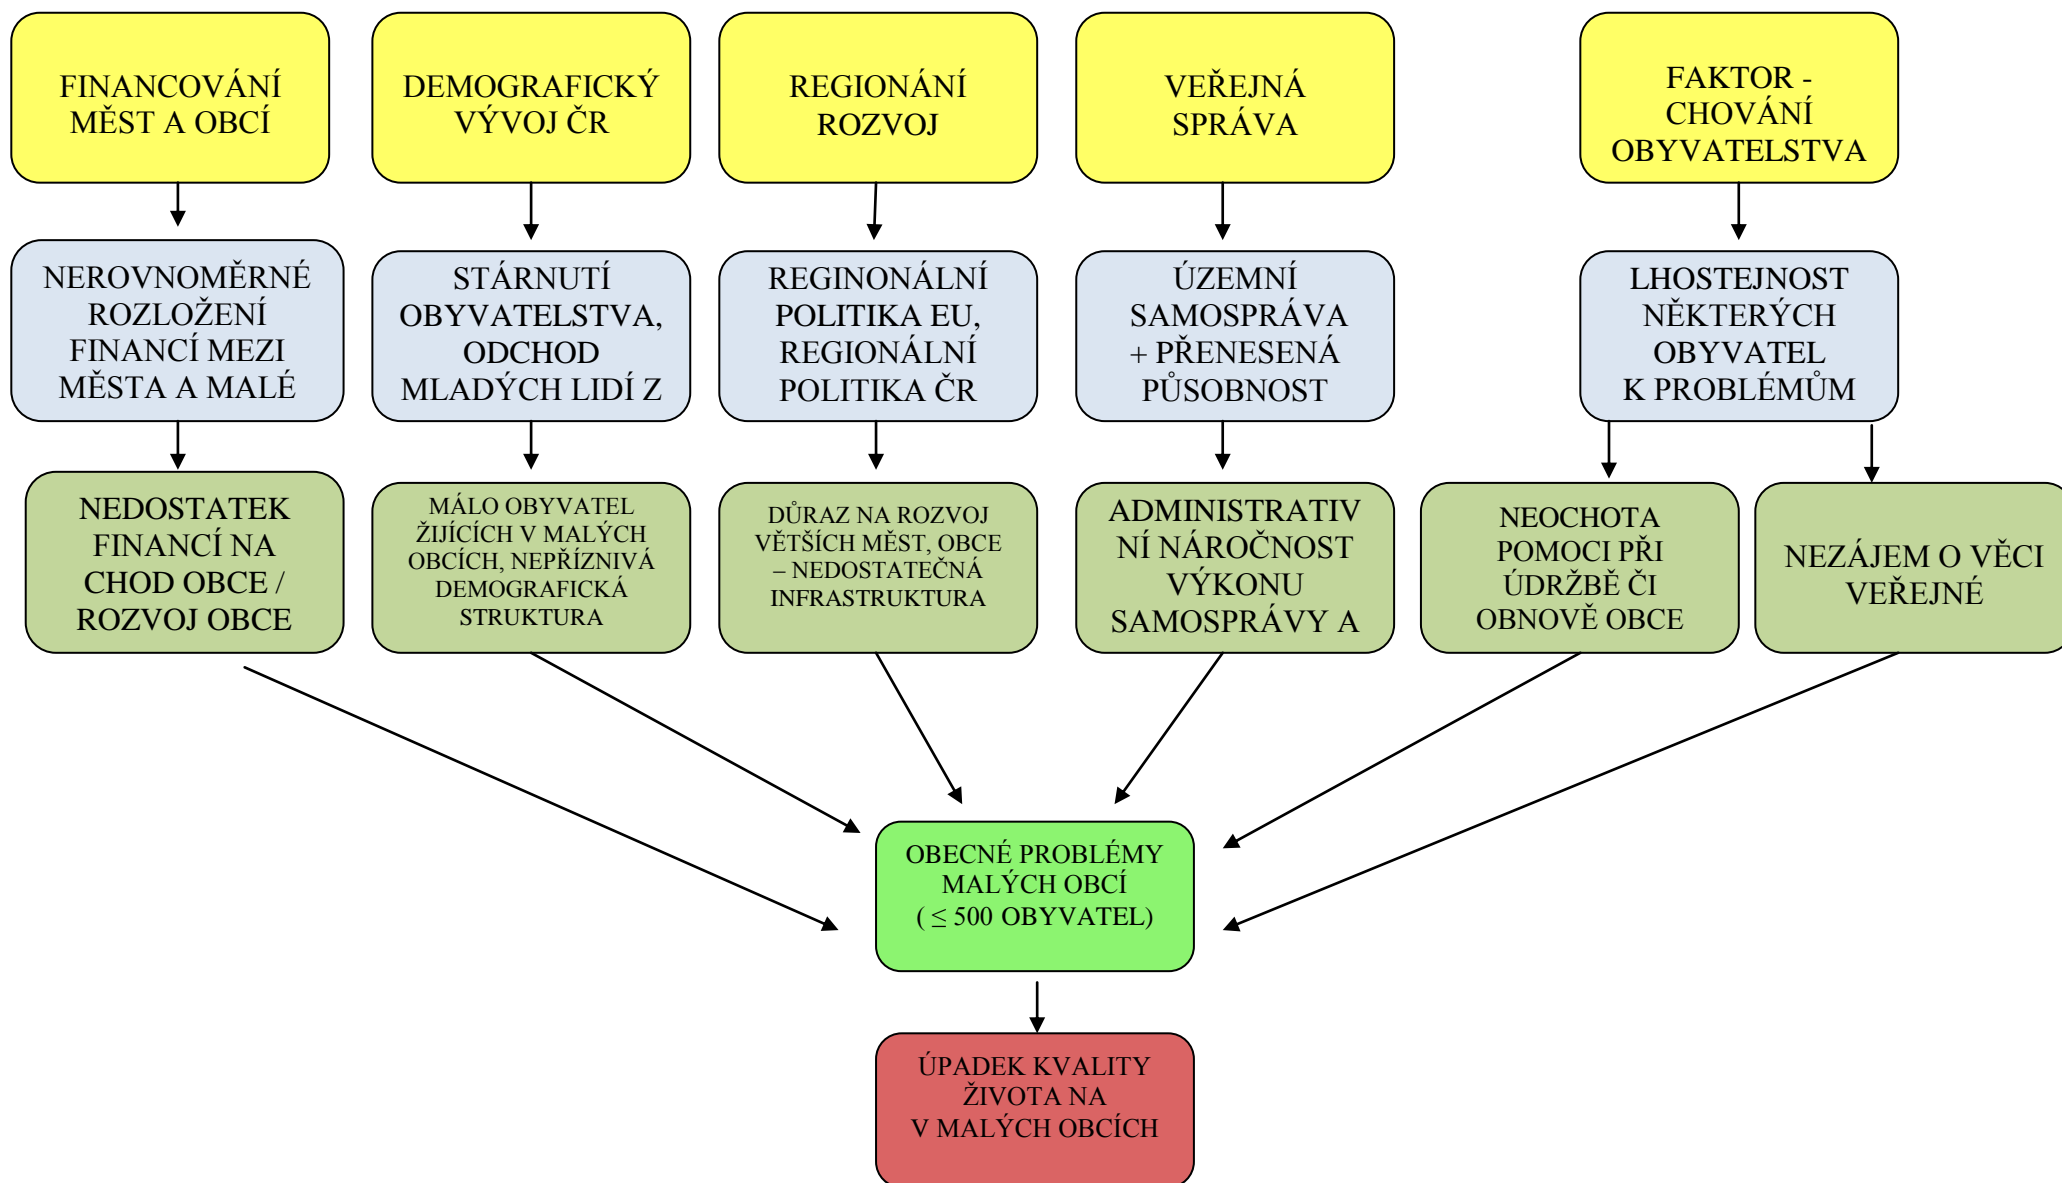 FINANCOVÁNÍ
MĚST A OBCÍ
DEMOGRAFICKÝ
VÝVOJ ČR
REGIONÁNÍ
ROZVOJ
VEŘEJNÁ
SPRÁVA
FAKTOR -
CHOVÁNÍ
OBYVATELSTVA
NEROVNOMĚRNÉ
ROZLOŽENÍ
FINANCÍ MEZI
MĚSTA A MALÉ
STÁRNUTÍ
OBYVATELSTVA,
ODCHOD
MLADÝCH LIDÍ Z
REGINONÁLNÍ
POLITIKA EU,
REGIONÁLNÍ
POLITIKA ČR
ÚZEMNÍ
SAMOSPRÁVA
+ PŘENESENÁ
PŮSOBNOST
LHOSTEJNOST
NĚKTERÝCH
OBYVATEL
K PROBLÉMŮM
NEDOSTATEK
FINANCÍ NA
CHOD OBCE /
ROZVOJ OBCE
MÁLO OBYVATEL
ŽIJÍCÍCH V MALÝCH
OBCÍCH, NEPŘÍZNIVÁ
DEMOGRAFICKÁ
STRUKTURA
DŮRAZ NA ROZVOJ
VĚTŠÍCH MĚST, OBCE
– NEDOSTATEČNÁ
INFRASTRUKTURA
ADMINISTRATIV
NÍ NÁROČNOST
VÝKONU
SAMOSPRÁVY A
NEOCHOTA
POMOCI PŘI
ÚDRŽBĚ ČI
OBNOVĚ OBCE
NEZÁJEM O VĚCI
VEŘEJNÉ
OBECNÉ PROBLÉMY
MALÝCH OBCÍ
( ≤ 500 OBYVATEL)
ÚPADEK KVALITY
ŽIVOTA NA
V MALÝCH OBCÍCH